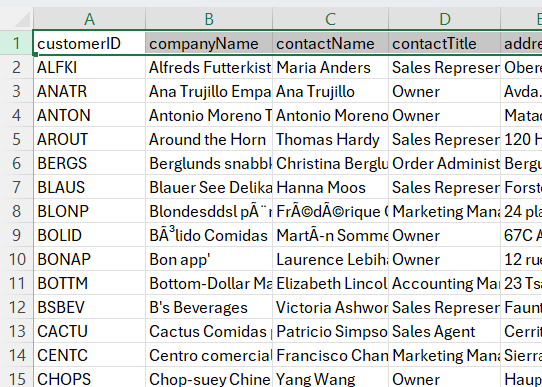 A B C D E
1 customerID companyName contactName contactTitle addre
2 ALFKI Alfreds Futterkist Maria Anders Sales Represer Obere
3 ANATR Ana Trujillo Empa Ana Trujillo Owner Avda.
4 ANTON Antonio Moreno T Antonio Moreno Owner Matad
5 AROUT Around the Horn Thomas Hardy Sales Represer 120 H
6 BERGS Berglunds snabbk Christina Berglu Order Administ Bergu
7 BLAUS Blauer See Delika Hanna Moos Sales Represer Forste
8 BLONP Blondesddsl pÃ¨r FrÃ©dÃ©rique C Marketing Mana 24 pla
9 BOLID BÃ³lido Comidas MartÃ-n Somme Owner 67C A
10 BONAP Bon app' Laurence Lebiha Owner 12 rue
11 BOTTM Bottom-Dollar Ma Elizabeth Lincol Accounting Ma 23 Ts
12 BSBEV B's Beverages Victoria Ashwor Sales Represer Faunt
13 CACTU Cactus Comidas Patricio Simpso Sales Agent Cerrit
14 CENTC Centro comercia Francisco Chan Marketing Mana Sierra
15 CHOPS Chop-suey Chine Yang Wang Owner Haup